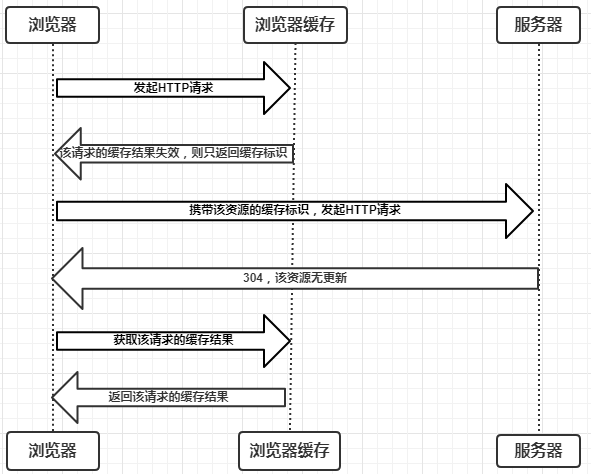 浏览器
浏览器缓存
服务器
发起HTTP请求
该请求的缓存结果失效，则只返回缓存标识
携带该资源的缓存标识，发起HTTP请求
304，该资源无更新
获取该请求的缓存结果
返回该请求的缓存结果
浏览器
浏览器缓存
服务器